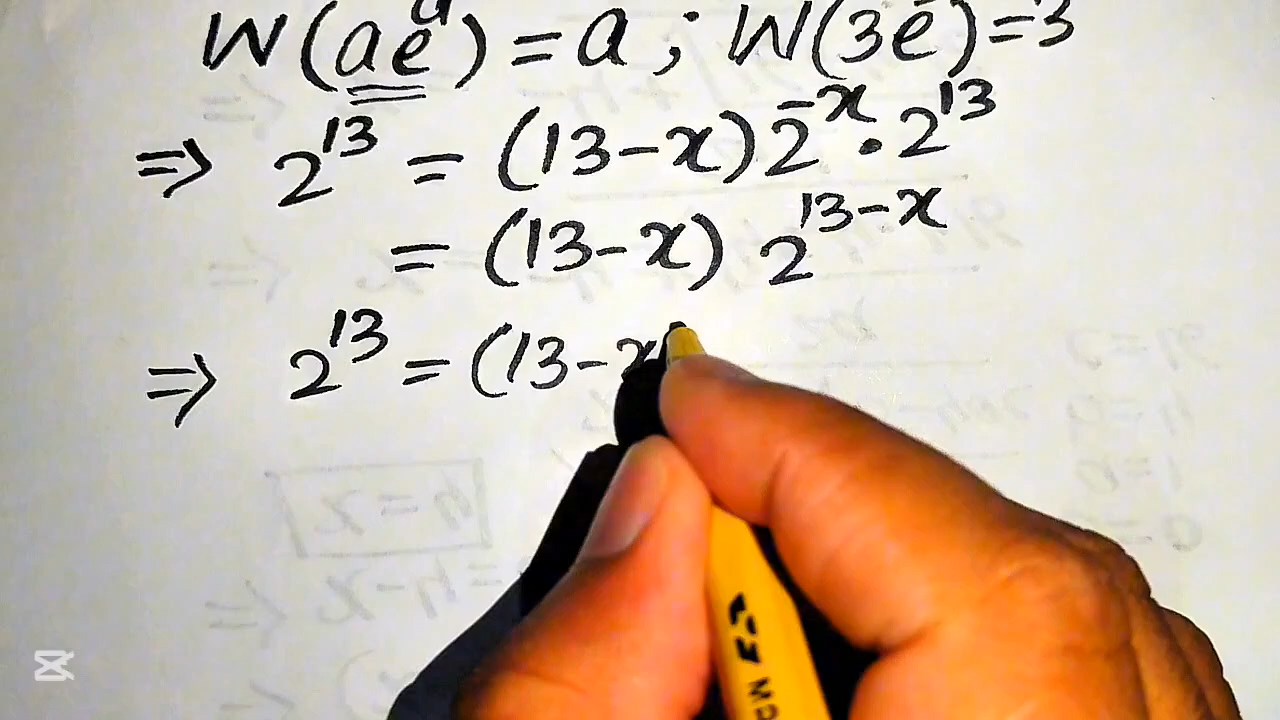 W(ae^a) = a ; W(3e^3) = 3
=> 2^13 = (13-x) 2^-x · 2^13
= (13-x) 2^13-x
=> 2^13 = (13-x